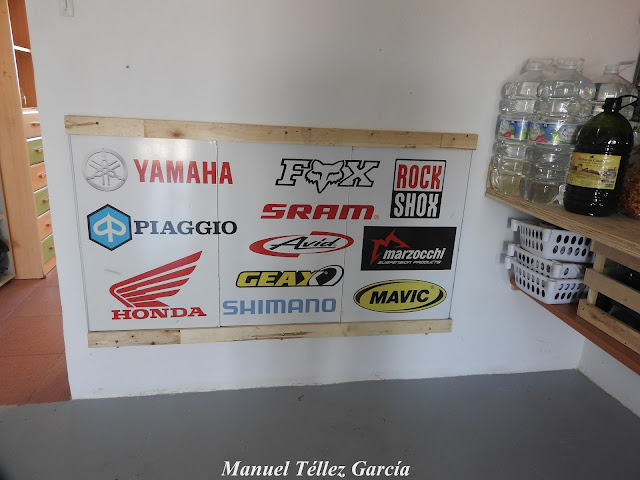 YAMAHA
PIAGGIO
HONDA
FOX
SRAM
Avid
GEAX
SHIMANO
ROCK
SHOX
marzocchi
SUSPENSION PRODUCTS
MAVIC
Manuel Téllez García